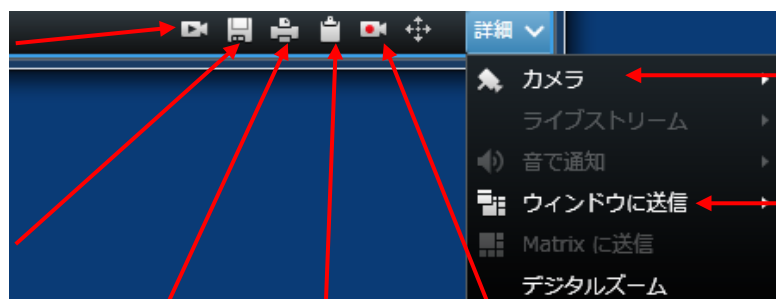 詳細
カメラ
ライブストリーム
音で通知
ウィンドウに送信
Matrix に送信
デジタルズーム